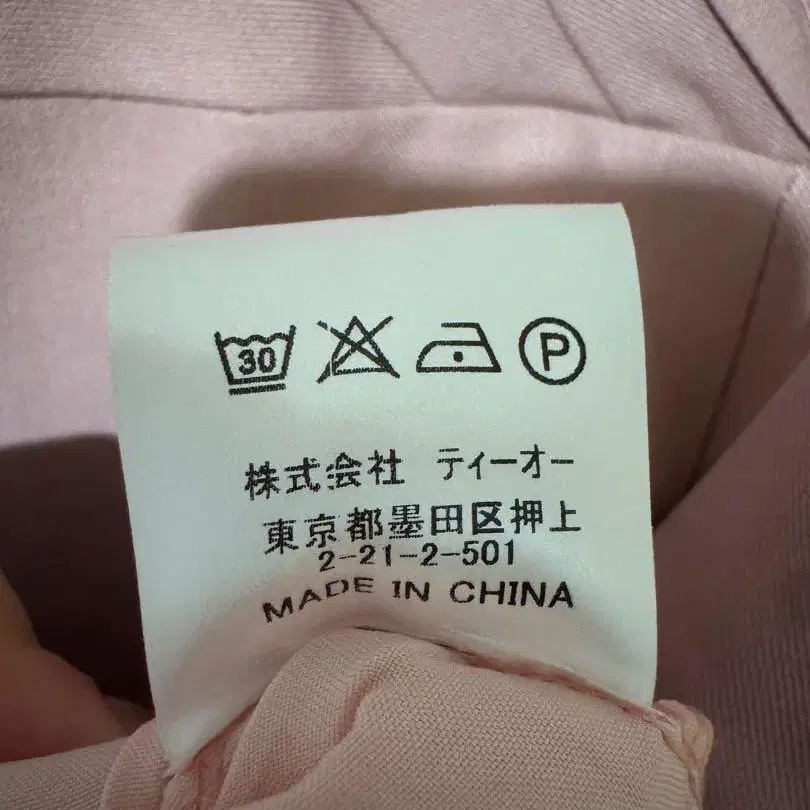 30 P
株式会社 ティーオー
東京都墨田区押上
2-21-2-501
MADE IN CHINA